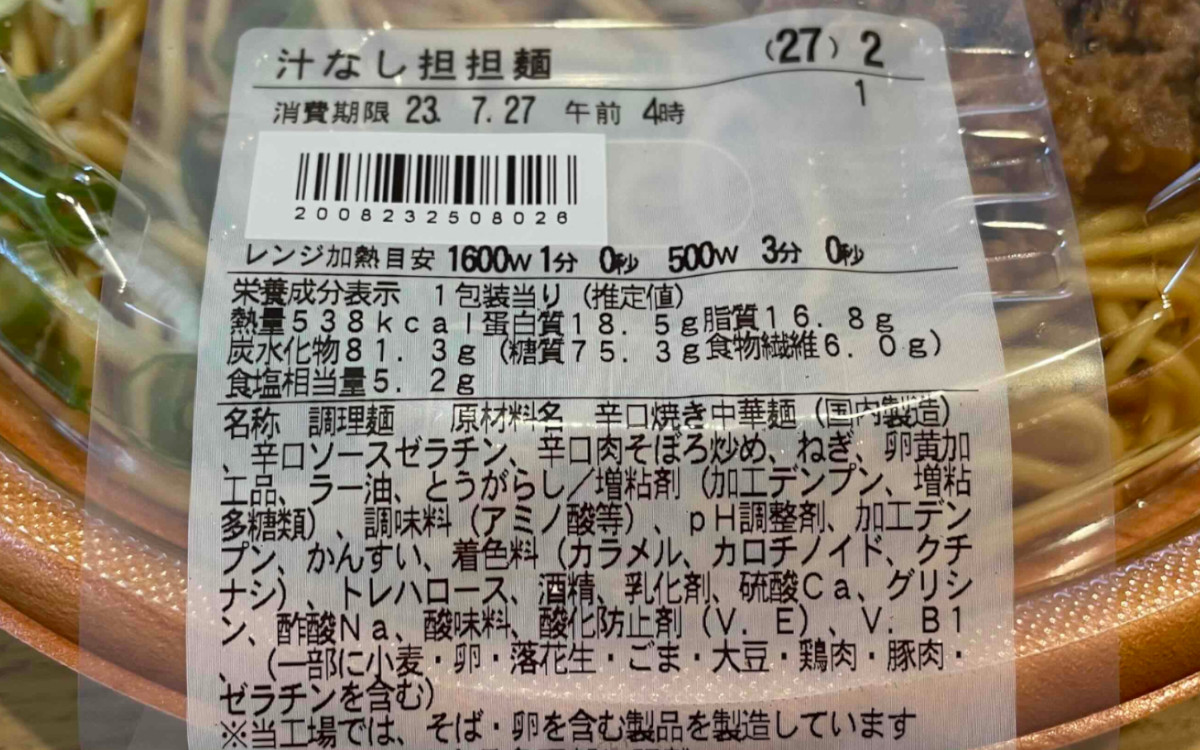 汁なし担担麺 (27) 2
1
消費期限 23. 7.27 午前 4時
2008232508026
レンジ加熱目安 1600W 1分 0秒 500W 3分 0秒
栄養成分表示 1包装当り (推定値)
熱量538kcal蛋白質18.5g脂質16.8g
炭水化物81.3g(糖質75.3g食物繊維6.0g)
食塩相当量5.2g
名称 調理麺 原材料名 辛口焼き中華麺(国内製造)
、辛口ソースゼラチン、辛口肉そぼろ炒め、ねぎ、卵黄加
工品、ラー油、とうがらし/増粘剤(加工デンプン、増粘
多糖類)、調味料(アミノ酸等)、pH調整剤、加工デン
プン、かんすい、着色料(カラメル、カロチノイド、クチ
ナシ)、トレハロース、酒精、乳化剤、硫酸Ca、グリシ
ン、酢酸Na、酸味料、酸化防止剤(V.E)、V.B1
、(一部に小麦・卵・落花生・ごま・大豆・鶏肉・豚肉・
ゼラチンを含む)
※当工場では、そば・卵を含む製品を製造しています